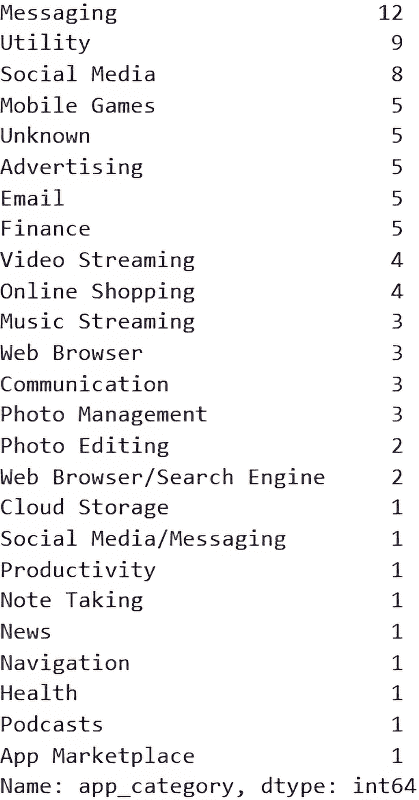 Messaging 12
Utility 9
Social Media 8
Mobile Games 5
Unknown 5
Advertising 5
Email 5
Finance 5
Video Streaming 4
Online Shopping 4
Music Streaming 3
Web Browser 3
Communication 3
Photo Management 3
Photo Editing 2
Web Browser/Search Engine 2
Cloud Storage 1
Social Media/Messaging 1
Productivity 1
Note Taking 1
News 1
Navigation 1
Health 1
Podcasts 1
App Marketplace 1
Name: app_category, dtype: int64